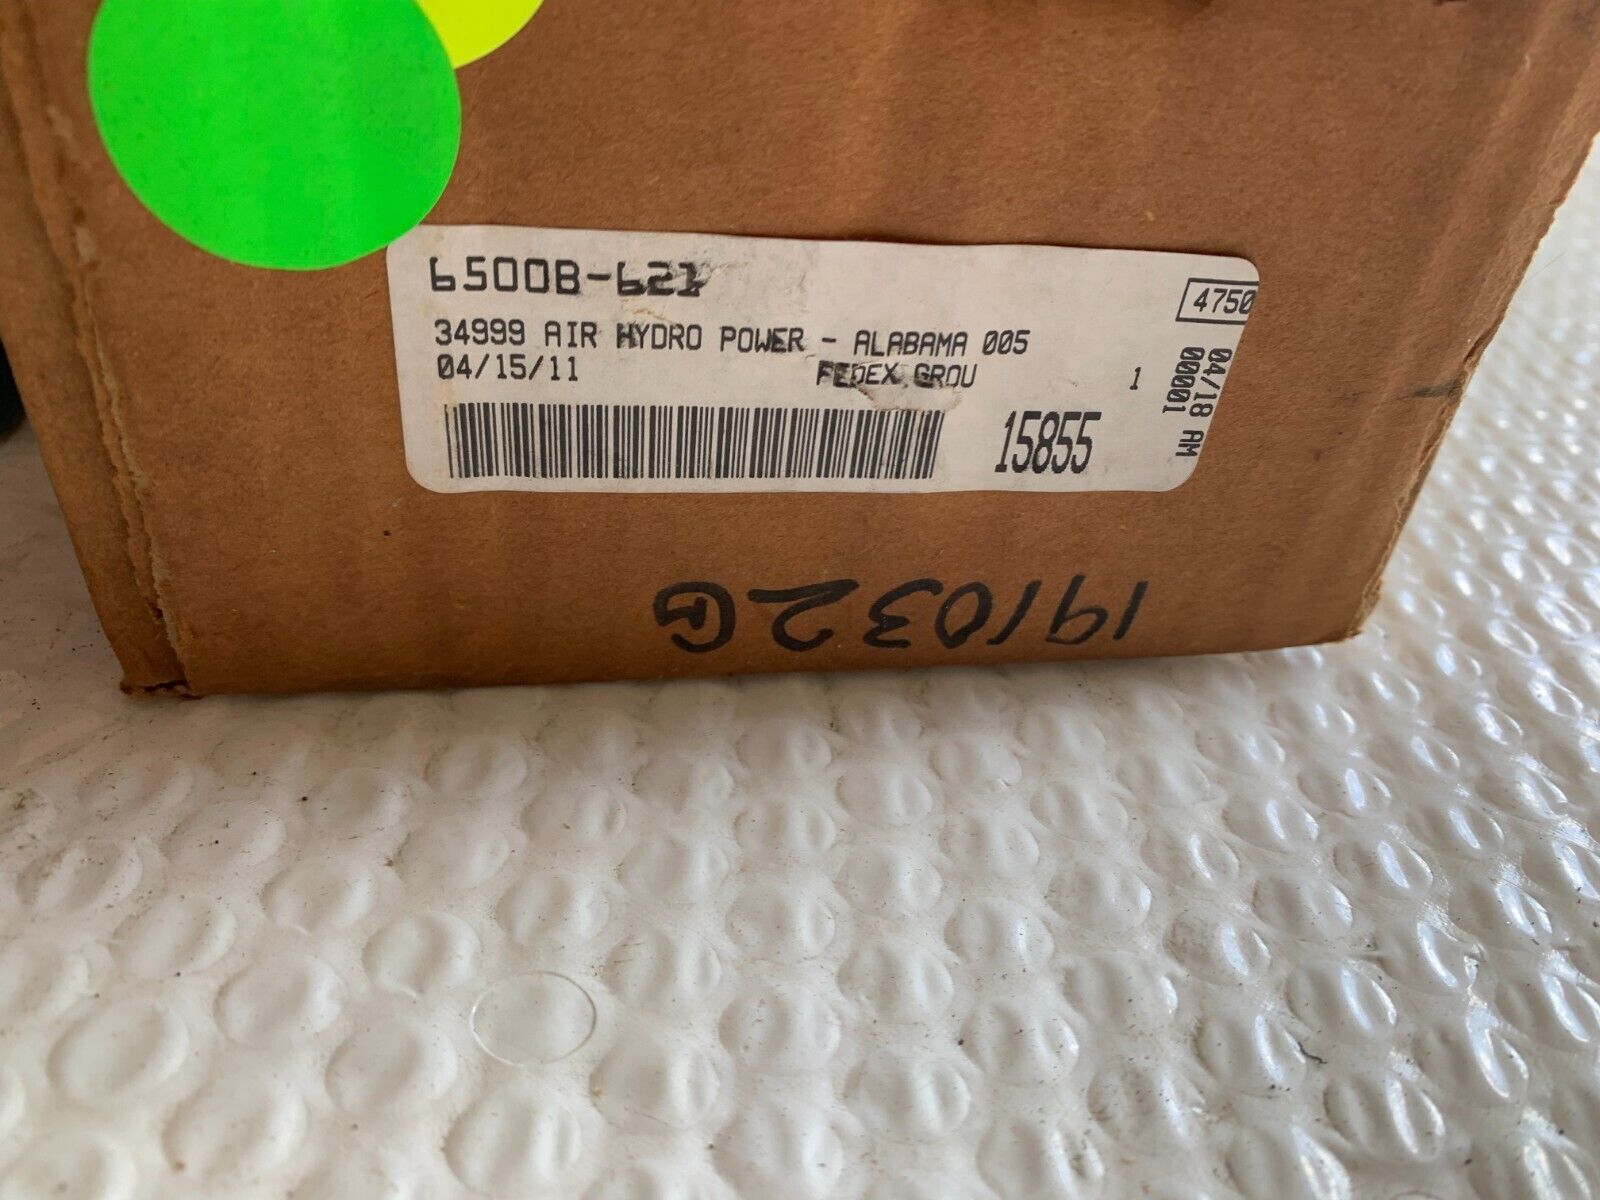 6500B-621
4750
34999 AIR HYDRO POWER - ALABAMA 005
04/15/11 FEDEX GROU 1
04/18 AM
00001
15855
191032G